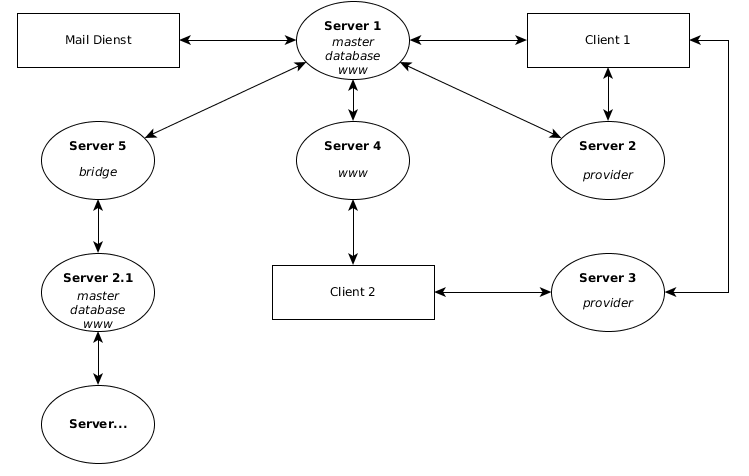 Mail Dienst
Server 1
master
database
www
Client 1
Server 5
bridge
Server 4
www
Server 2
provider
Server 2.1
master
database
www
Client 2
Server 3
provider
Server...